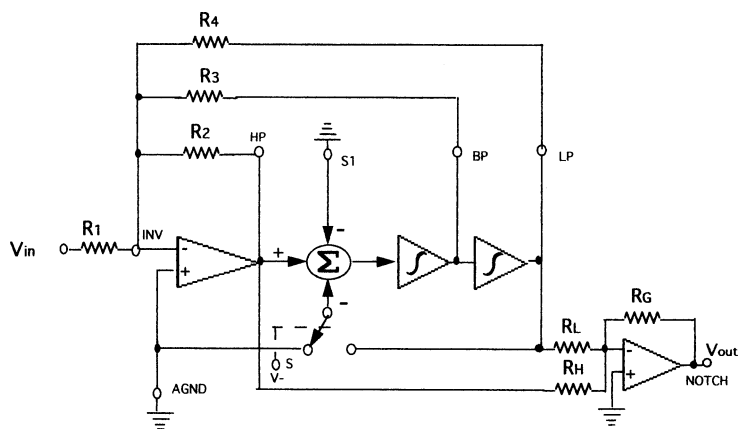 R4
R3
R2
HP
S1
BP
LP
Vin
R1
INV
-
+
+
-
Σ
-
∫
∫
S
V-
AGND
RL
RH
RG
-
+
Vout
NOTCH